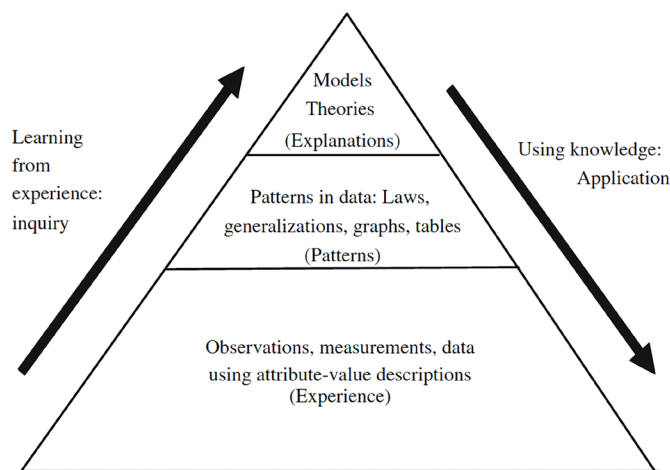 Models
Theories
(Explanations)
Learning
from
experience:
inquiry
Using knowledge:
Application
Patterns in data: Laws,
generalizations, graphs, tables
(Patterns)
Observations, measurements, data
using attribute-value descriptions
(Experience)